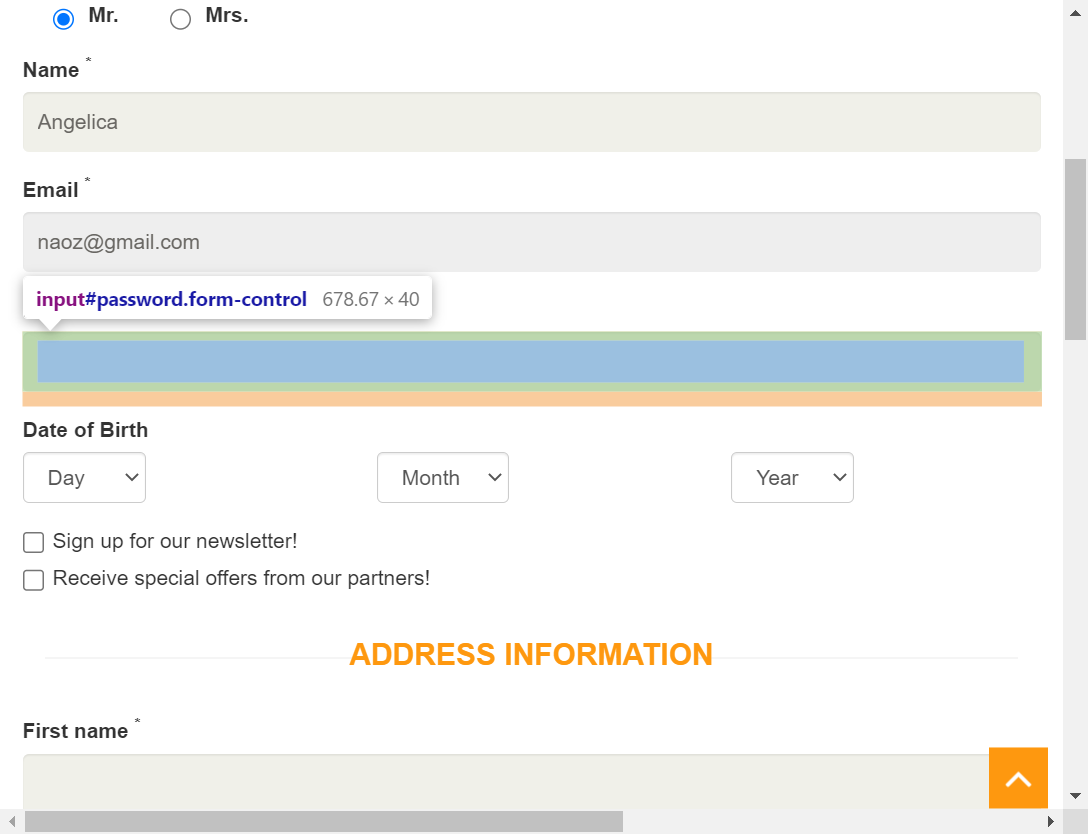 Mr. Mrs.
Name *
Angelica
Email *
naoz@gmail.com
input#password.form-control 678.67 × 40
Date of Birth
Day Month Year
Sign up for our newsletter!
Receive special offers from our partners!
ADDRESS INFORMATION
First name *